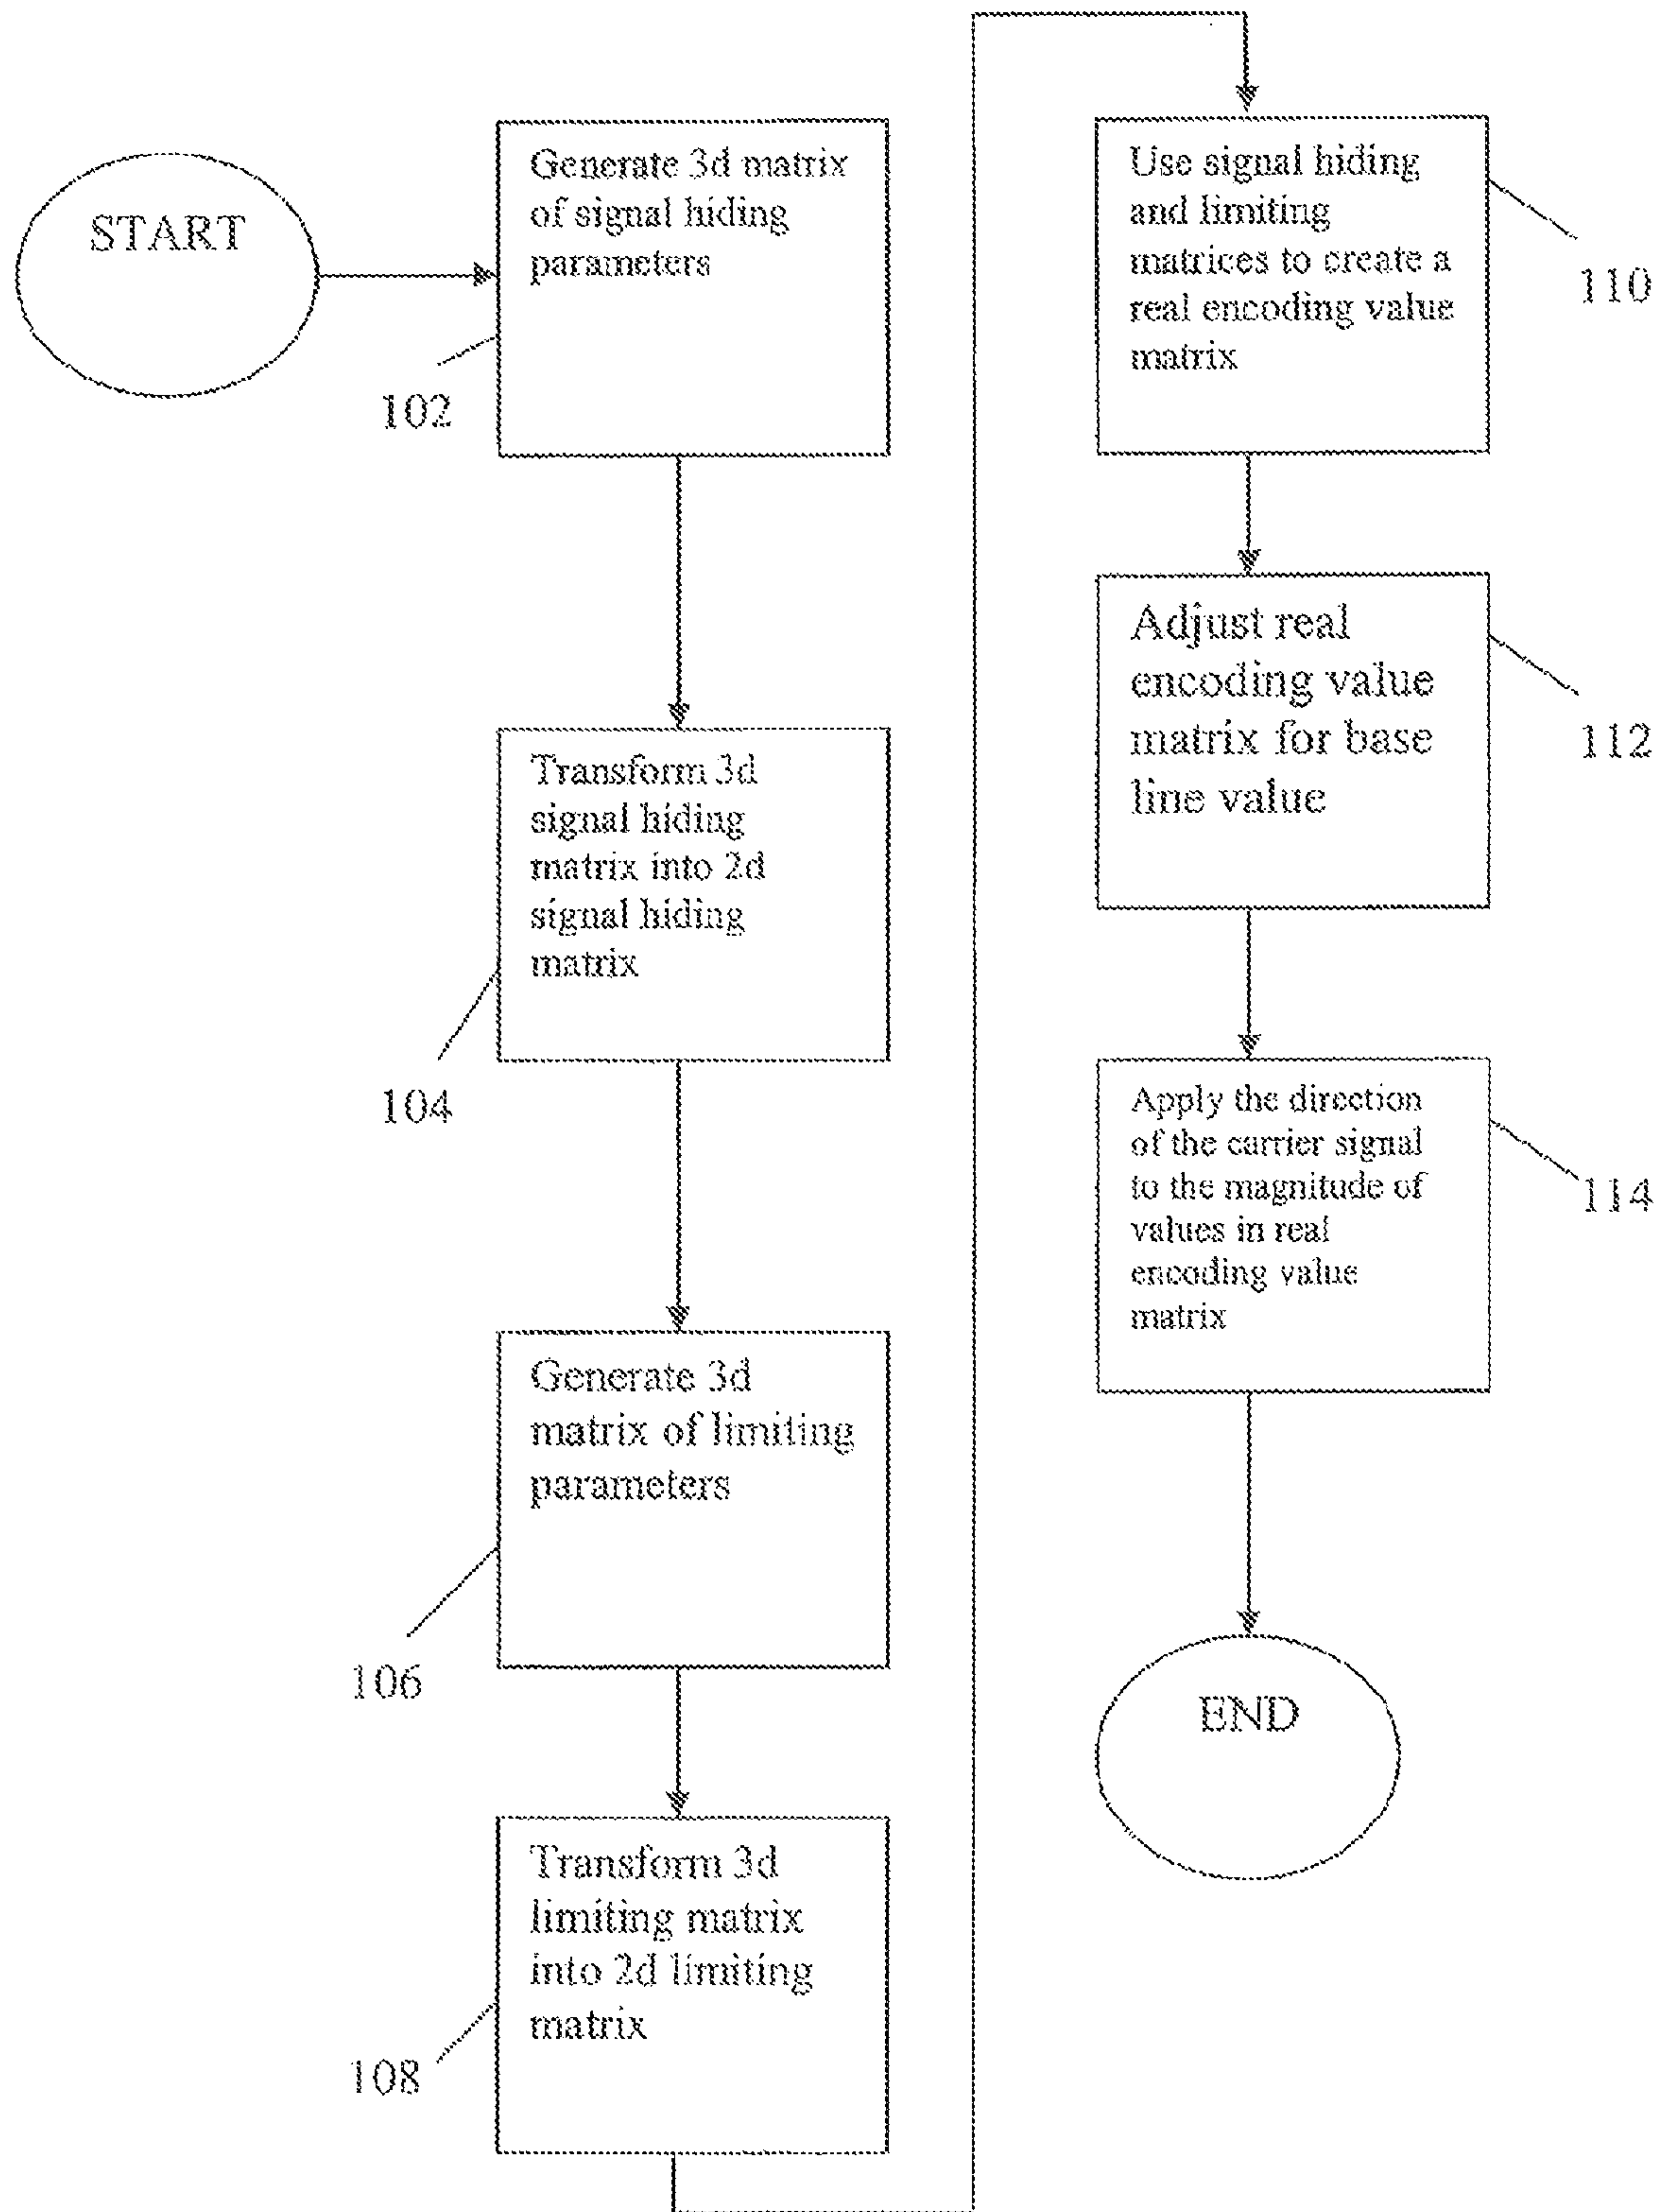 START
Generate 3d matrix
of signal hiding
parameters
102
Transform 3d
signal hiding
matrix into 2d
signal hiding
matrix
104
Generate 3d
matrix of limiting
parameters
106
Transform 3d
limiting matrix
into 2d limiting
matrix
108
Use signal hiding
and limiting
matrices to create a
real encoding value
matrix
110
Adjust real
encoding value
matrix for base
line value
112
Apply the direction
of the carrier signal
to the magnitude of
values in real
encoding value
matrix
114
END